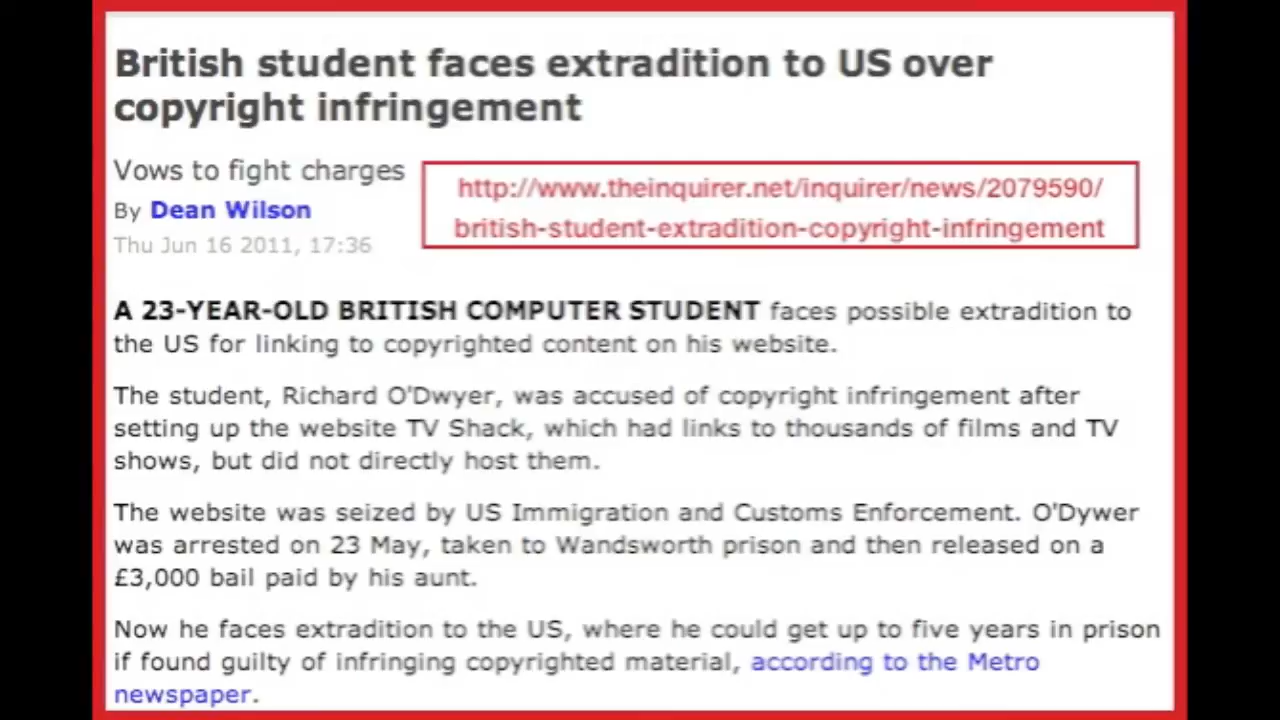 British student faces extradition to US over
copyright infringement
Vows to fight charges
By Dean Wilson
Thu Jun 16 2011, 17:36
http://www.theinquirer.net/inquirer/news/2079590/
british-student-extradition-copyright-infringement
A 23-YEAR-OLD BRITISH COMPUTER STUDENT faces possible extradition to
the US for linking to copyrighted content on his website.
The student, Richard O'Dwyer, was accused of copyright infringement after
setting up the website TV Shack, which had links to thousands of films and TV
shows, but did not directly host them.
The website was seized by US Immigration and Customs Enforcement. O'Dywer
was arrested on 23 May, taken to Wandsworth prison and then released on a
£3,000 bail paid by his aunt.
Now he faces extradition to the US, where he could get up to five years in prison
if found guilty of infringing copyrighted material, according to the Metro
newspaper.